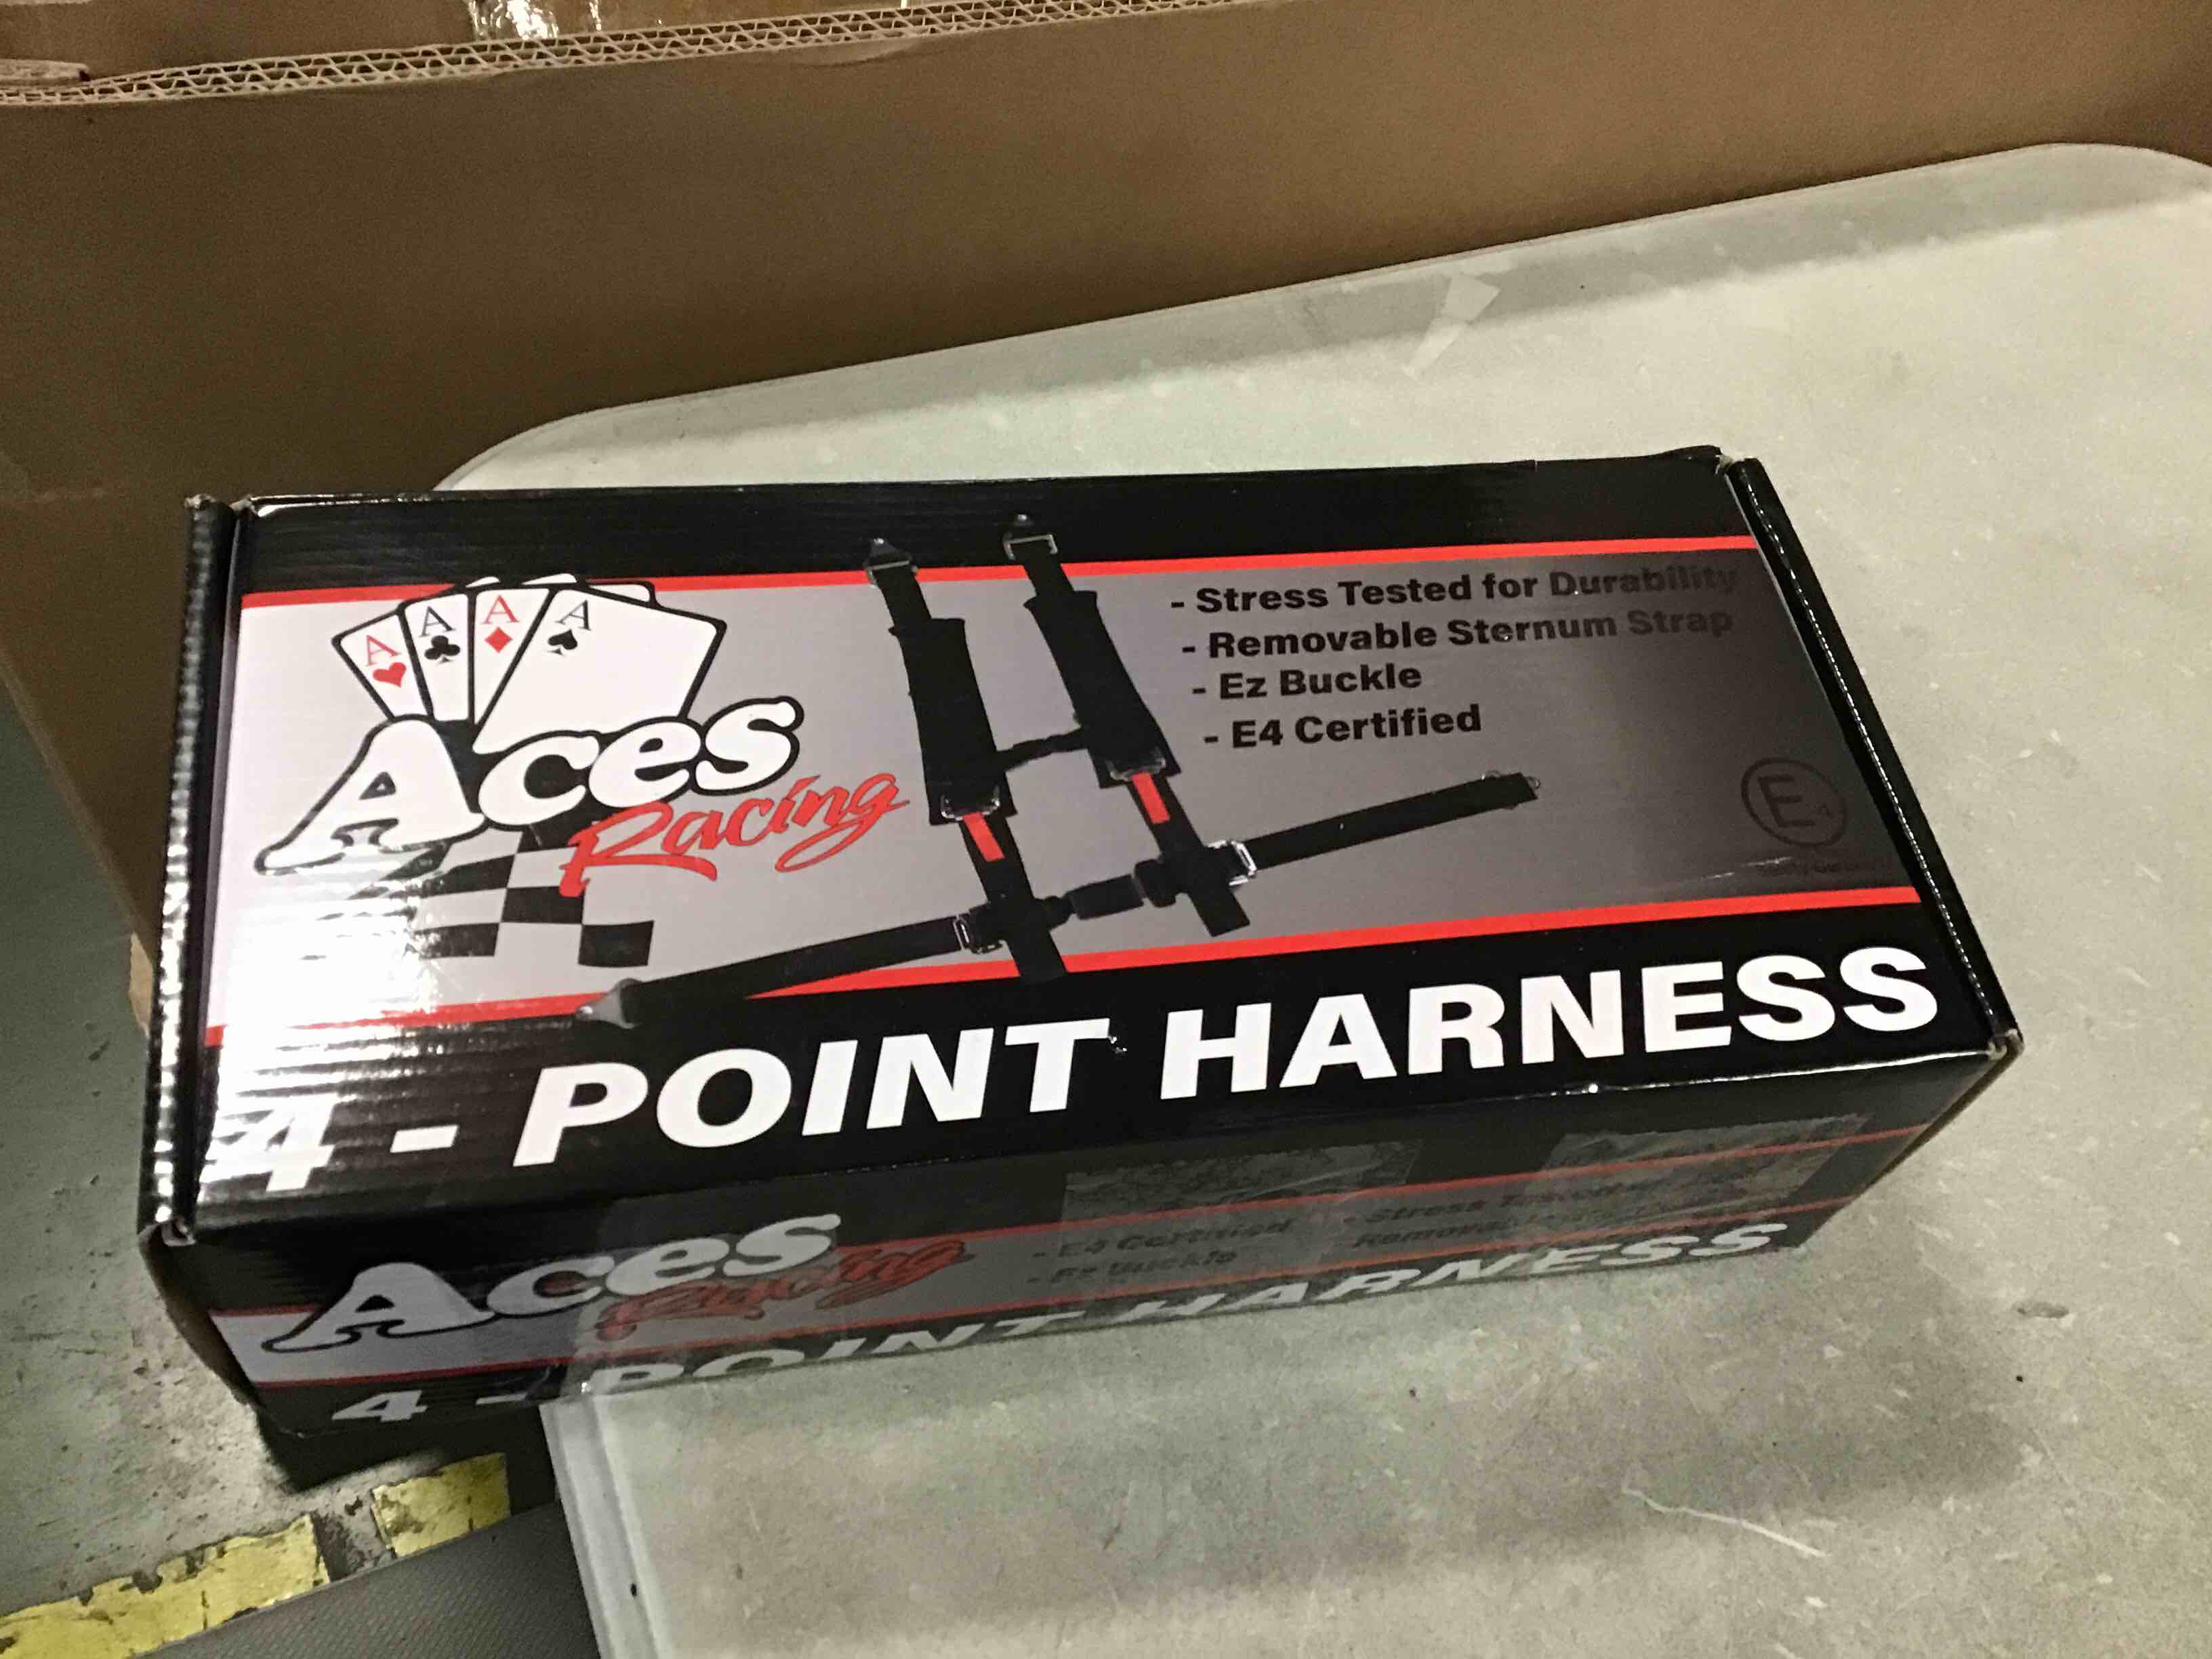 A A A A
Aces
Racing
- Stress Tested for Durability
- Removable Sternum Strap
- Ez Buckle
- E4 Certified
E4
4 - POINT HARNESS
Aces
Racing
- E4 Certified
- Ez Buckle
- Stress
- Removable
4 - POINT HARNESS